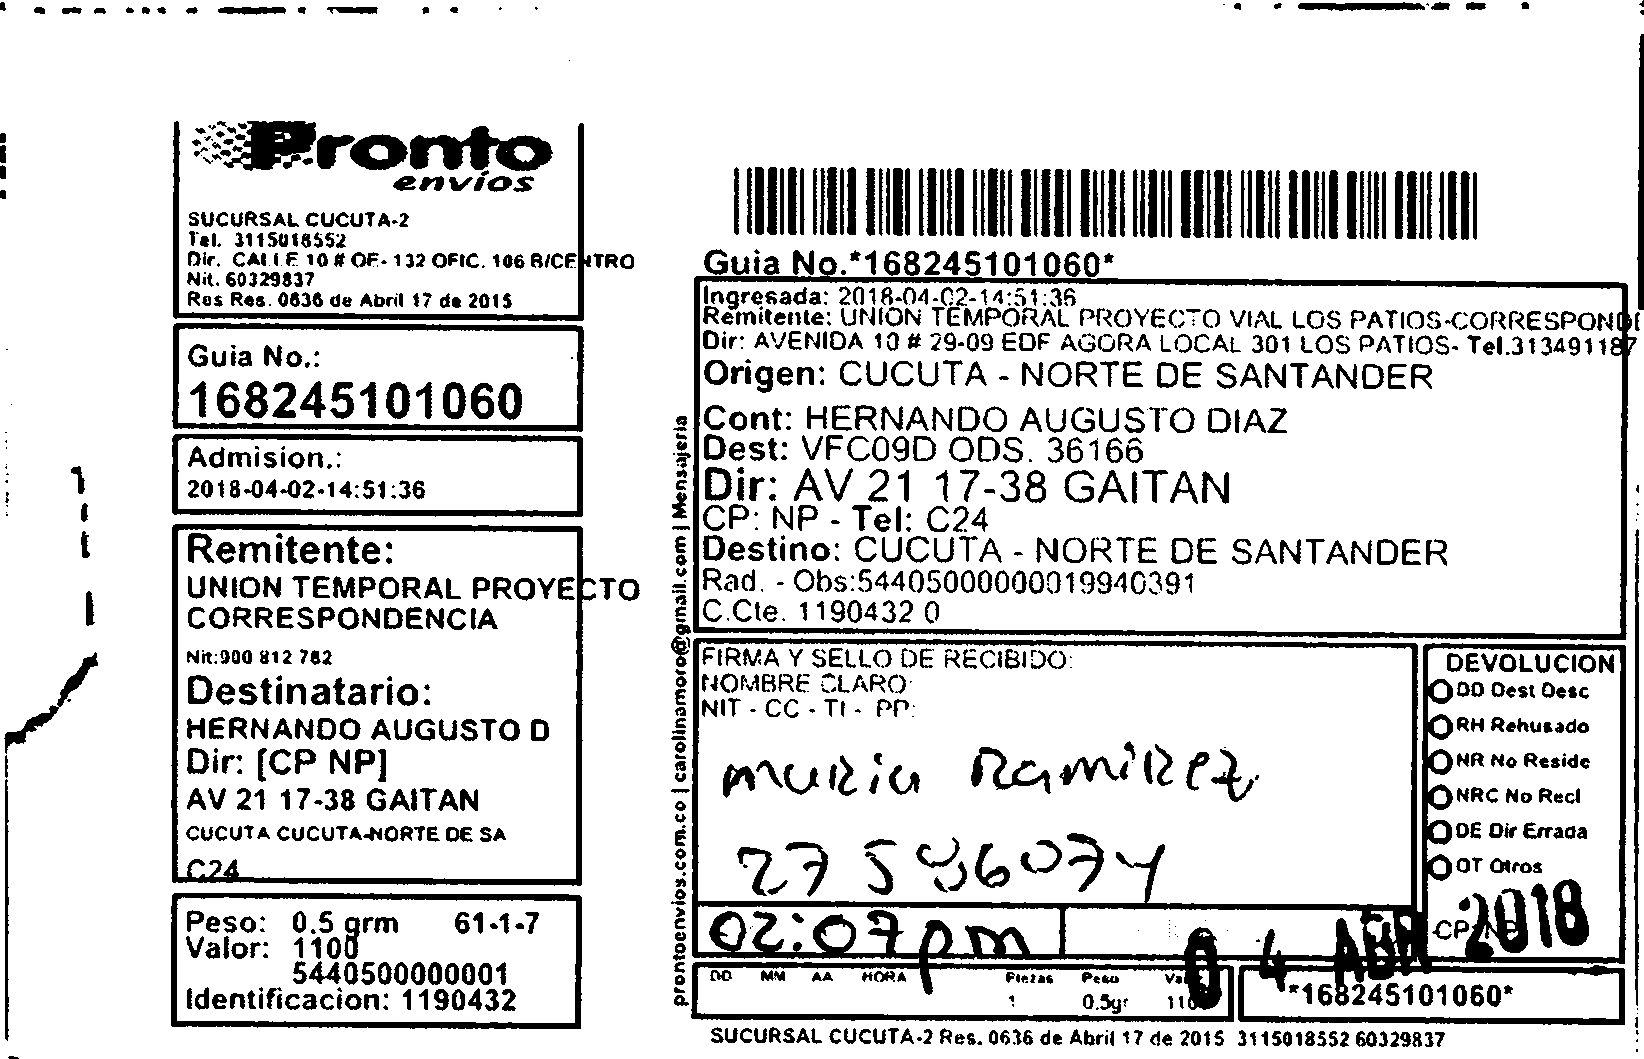 Pronto
envíos
SUCURSAL CUCUTA-2
Tel. 3115018552
Dir. CALLE 10 # OE- 132 OFIC. 106 B/CENTRO
Nit. 60329837
Res Res. 0636 de Abril 17 de 2015
Guia No.:
168245101060
Admision.:
2018-04-02-14:51:36
Remitente:
UNION TEMPORAL PROYECTO
CORRESPONDENCIA
Nit:900 812 782
Destinatario:
HERNANDO AUGUSTO D
Dir: [CP NP]
AV 21 17-38 GAITAN
CUCUTA CUCUTA-NORTE DE SA
C24
Peso: 0.5 grm 61-1-7
Valor: 1100
5440500000001
Identificacion: 1190432
prontoenvios.com.co | carolinamoro@gmail.com | Mensajeria
Guia No.*168245101060*
Ingresada: 2018-04-02-14:51:36
Remitente: UNION TEMPORAL PROYECTO VIAL LOS PATIOS-CORRESPONDE
Dir: AVENIDA 10 # 29-09 EDF AGORA LOCAL 301 LOS PATIOS- Tel.313491187
Origen: CUCUTA - NORTE DE SANTANDER
Cont: HERNANDO AUGUSTO DIAZ
Dest: VFC09D ODS. 36166
Dir: AV 21 17-38 GAITAN
CP: NP - Tel: C24
Destino: CUCUTA - NORTE DE SANTANDER
Rad. - Obs:54405000000019940391
C.Cte. 1190432 0
FIRMA Y SELLO DE RECIBIDO:
NOMBRE CLARO:
NIT - CC - TI - PP:
Ramirez
02:07 pm
04 ABR 2018
DD MM AA HORA Piezas Peso
1 0.5gr
DEVOLUCION
DD Dest Desc
RH Rehusado
NR No Reside
NRC No Recl
DE Dir Errada
OT Otros
*168245101060*
SUCURSAL CUCUTA-2 Res. 0636 de Abril 17 de 2015 3115018552 60329837